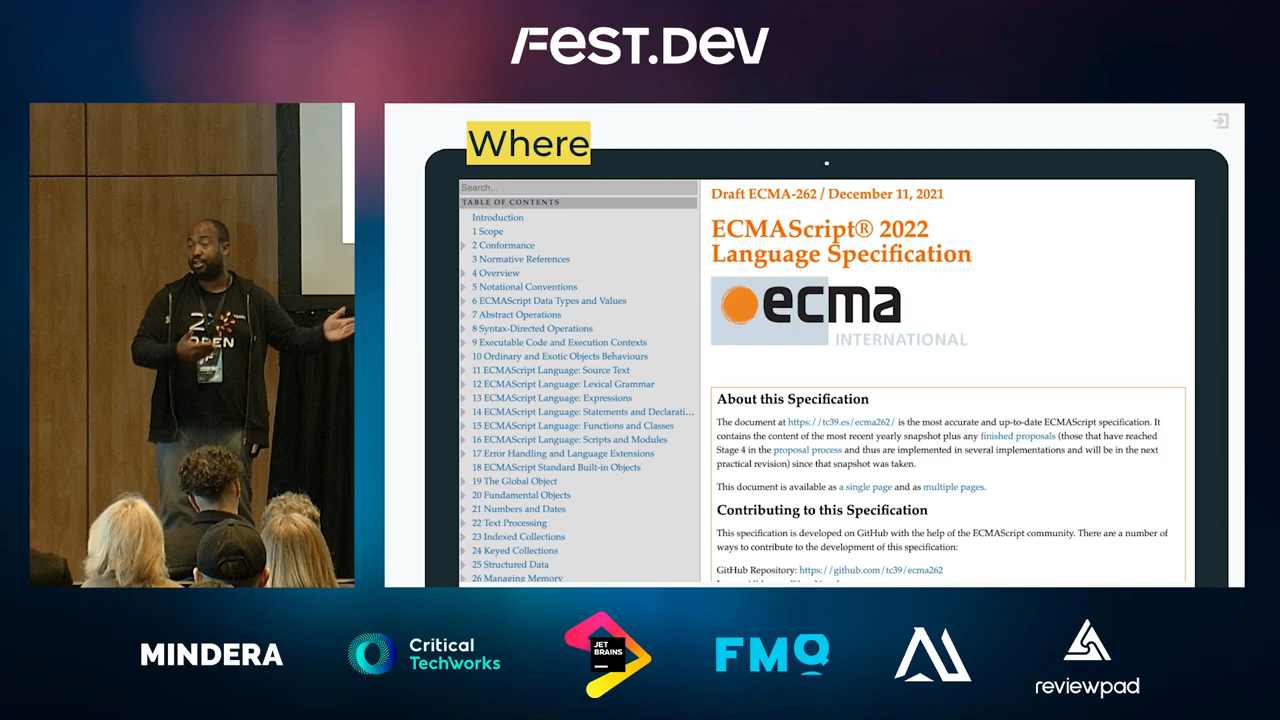 FEST.DEV
Where
Search...
TABLE OF CONTENTS
Introduction
1 Scope
2 Conformance
3 Normative References
4 Overview
5 Notational Conventions
6 ECMAScript Data Types and Values
7 Abstract Operations
8 Syntax-Directed Operations
9 Executable Code and Execution Contexts
10 Ordinary and Exotic Objects Behaviours
11 ECMAScript Language: Source Text
12 ECMAScript Language: Lexical Grammar
13 ECMAScript Language: Expressions
14 ECMAScript Language: Statements and Declarati...
15 ECMAScript Language: Functions and Classes
16 ECMAScript Language: Scripts and Modules
17 Error Handling and Language Extensions
18 ECMAScript Standard Built-in Objects
19 The Global Object
20 Fundamental Objects
21 Numbers and Dates
22 Text Processing
23 Indexed Collections
24 Keyed Collections
25 Structured Data
26 Managing Memory
Draft ECMA-262 / December 11, 2021
ECMAScript® 2022
Language Specification
ecma
INTERNATIONAL
About this Specification
The document at https://tc39.es/ecma262/ is the most accurate and up-to-date ECMAScript specification. It
contains the content of the most recent yearly snapshot plus any finished proposals (those that have reached
Stage 4 in the proposal process and thus are implemented in several implementations and will be in the next
practical revision) since that snapshot was taken.
This document is available as a single page and as multiple pages.
Contributing to this Specification
This specification is developed on GitHub with the help of the ECMAScript community. There are a number of
ways to contribute to the development of this specification:
GitHub Repository: https://github.com/tc39/ecma262
OPEN
MINDERA
Critical
TechWorks
JET
BRAINS
FMQ
reviewpad